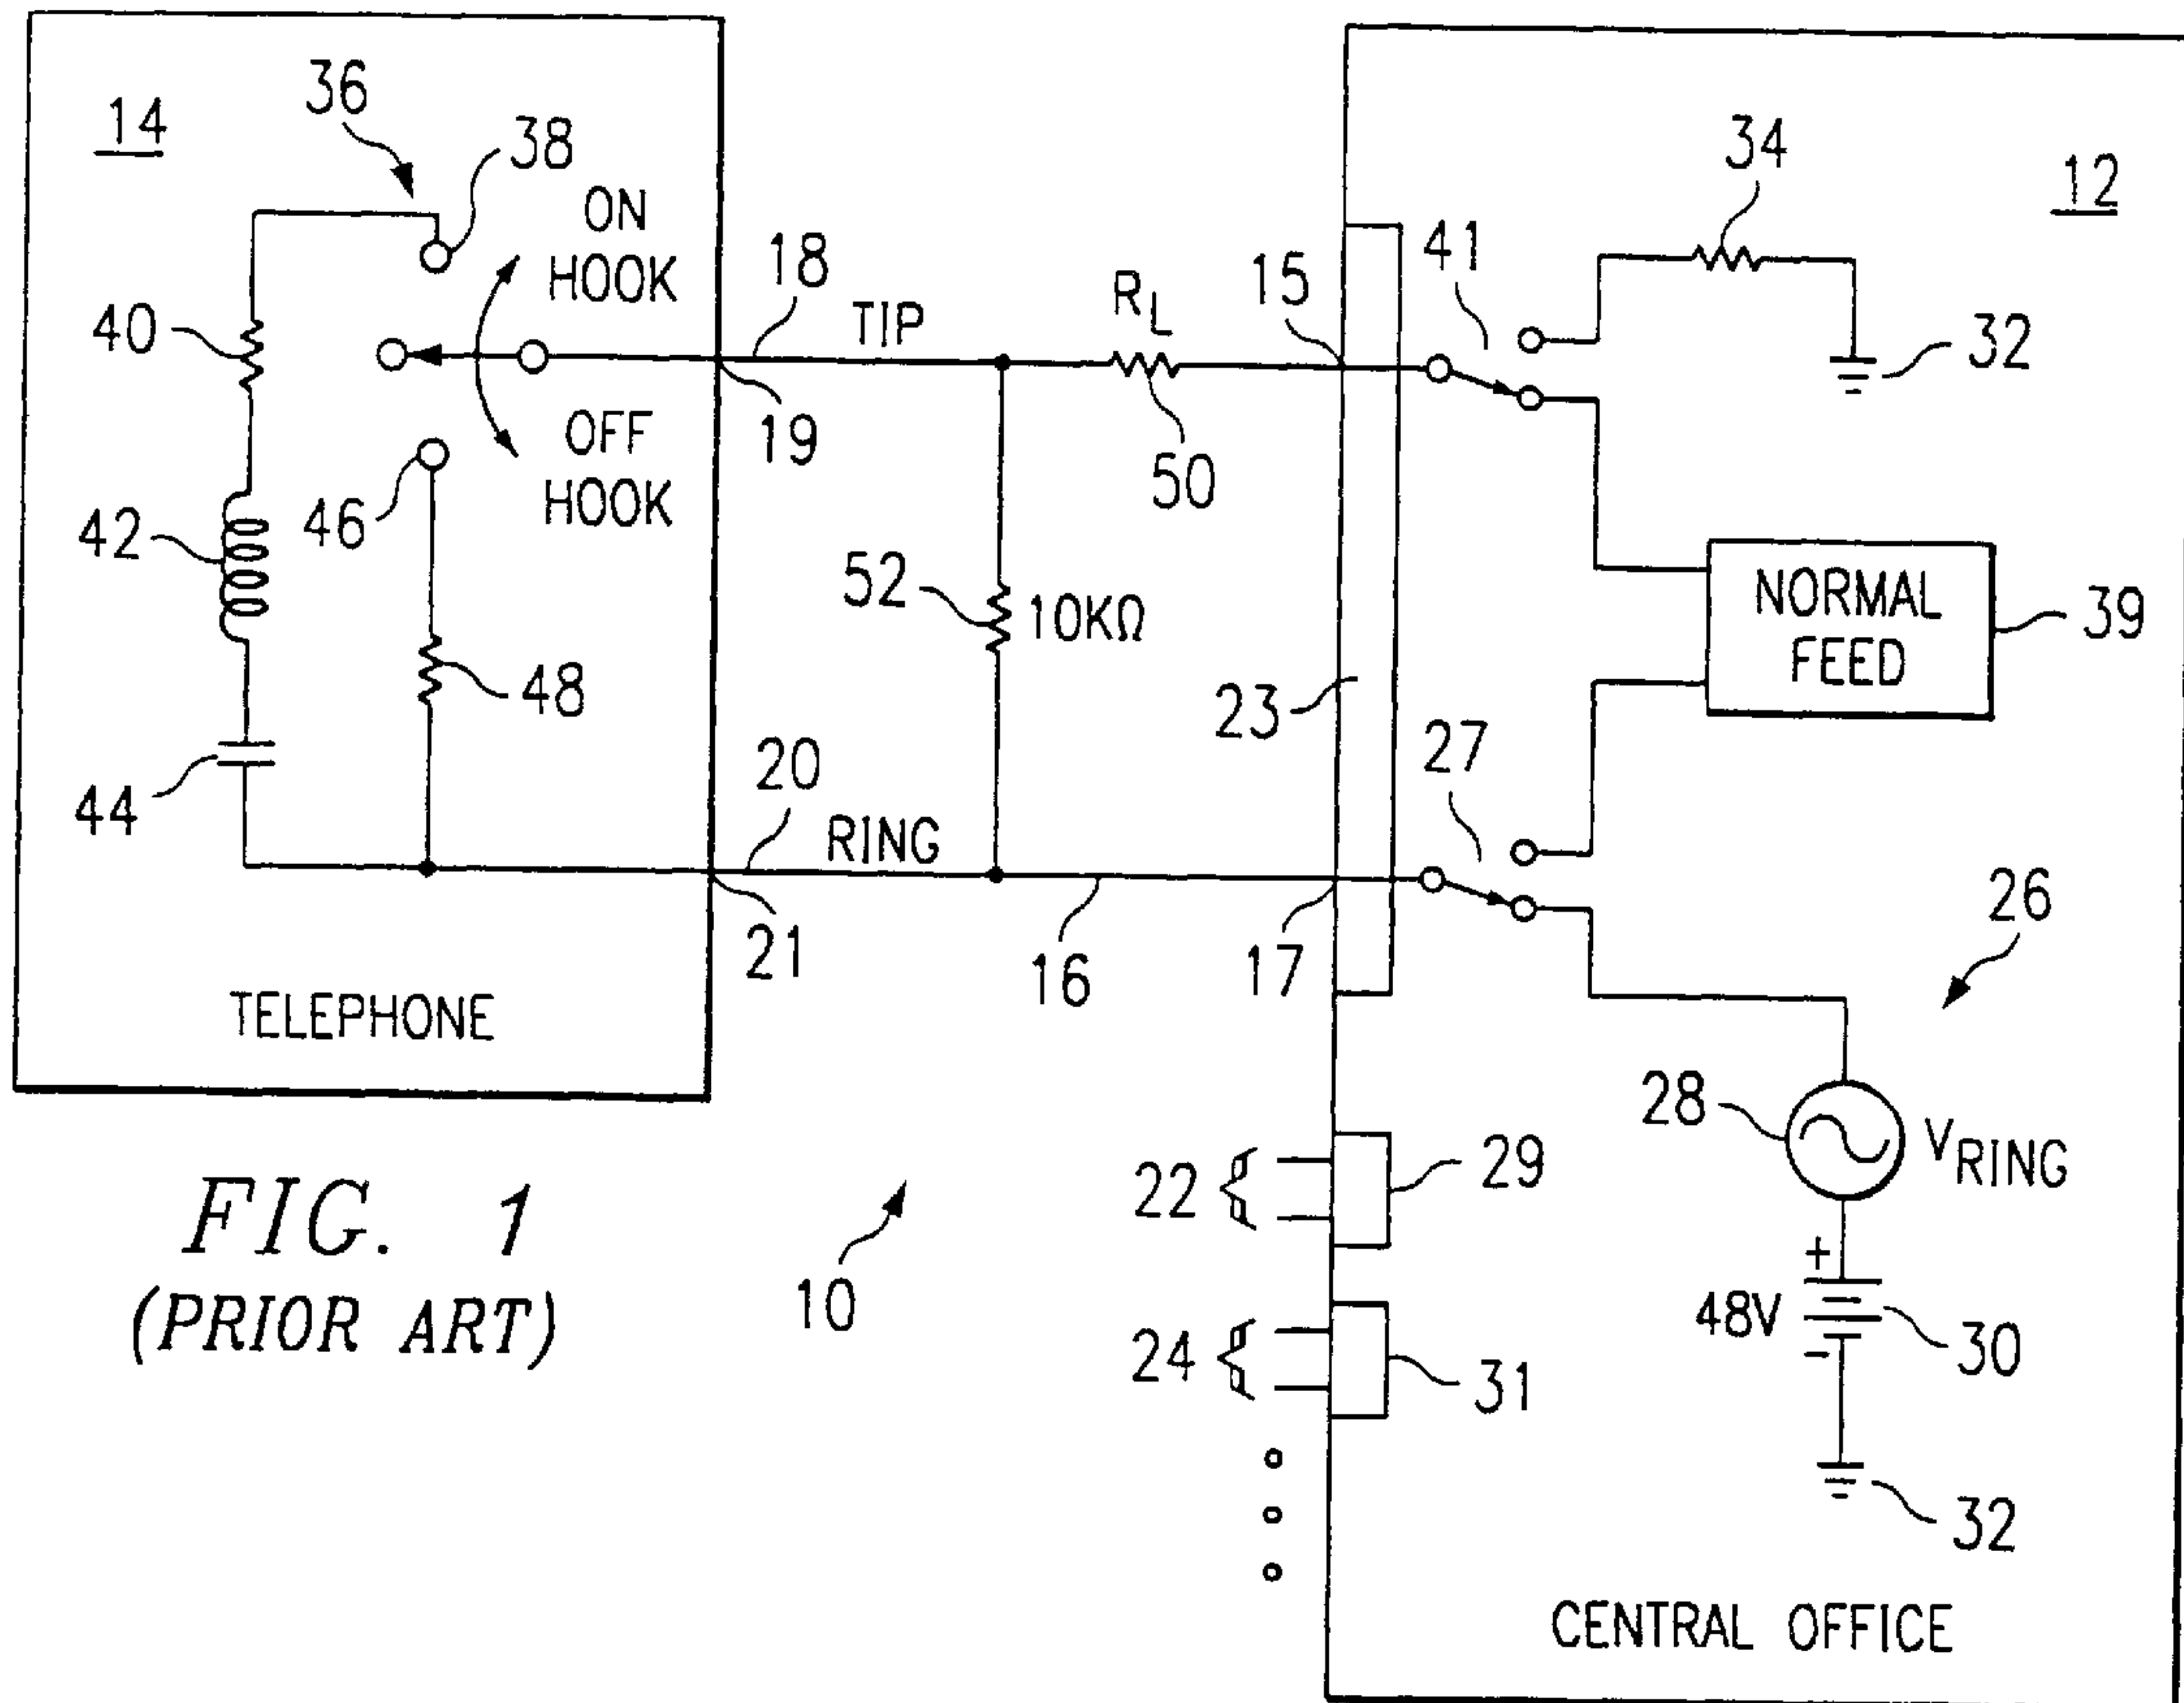 14
36
38
ON
HOOK
40
18
TIP
R_L
15
41
34
12
32
OFF
HOOK
19
50
42
46
52
10KΩ
NORMAL
FEED
39
48
23
44
20
RING
27
21
16
17
26
TELEPHONE
28
V_RING
22
29
FIG. 1
(PRIOR ART)
10
24
31
+
48V
-
30
32
CENTRAL OFFICE